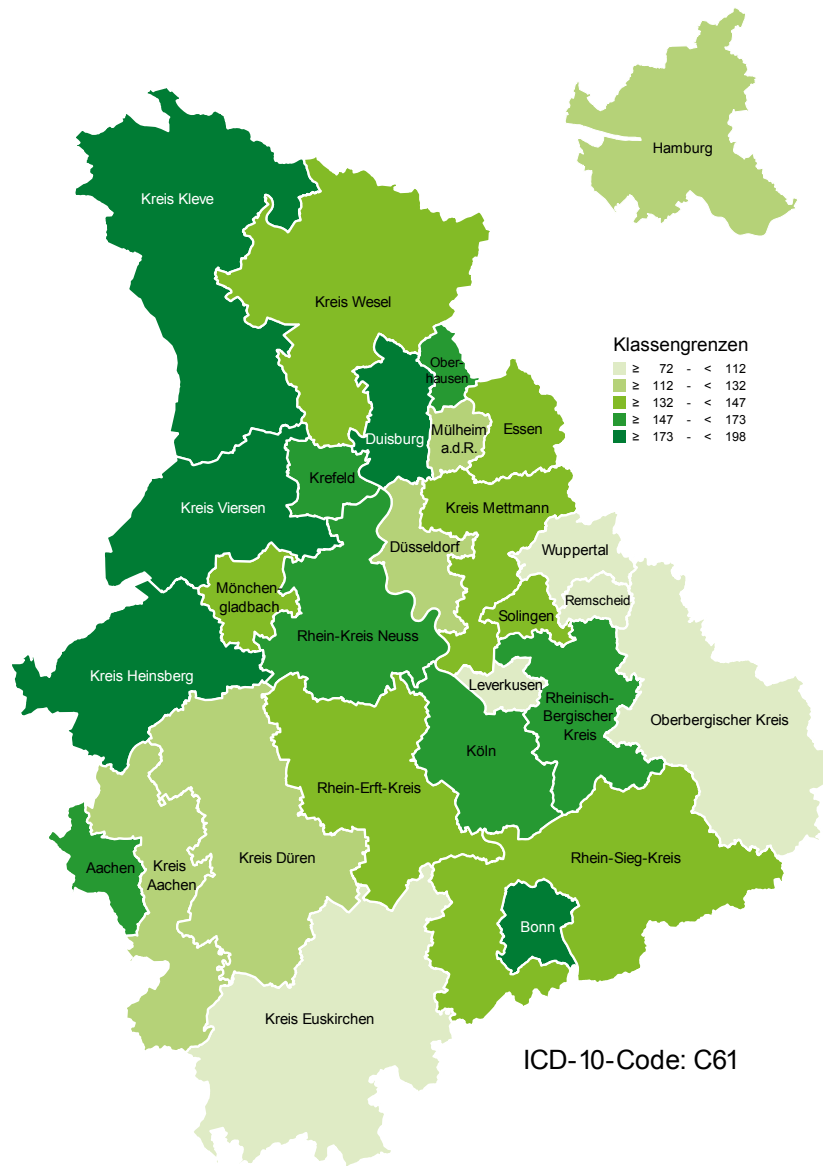 Hamburg
Kreis Kleve
Kreis Wesel
Klassengrenzen
≥ 72 - < 112
≥ 112 - < 132
≥ 132 - < 147
≥ 147 - < 173
≥ 173 - < 198
Ober-
hausen
Duisburg
Mülheim
a.d.R.
Essen
Krefeld
Kreis Viersen
Kreis Mettmann
Düsseldorf
Wuppertal
Mönchen-
gladbach
Remscheid
Solingen
Rhein-Kreis Neuss
Kreis Heinsberg
Leverkusen
Rheinisch-
Bergischer
Kreis
Oberbergischer Kreis
Köln
Rhein-Erft-Kreis
Kreis Düren
Rhein-Sieg-Kreis
Aachen
Kreis
Aachen
Bonn
Kreis Euskirchen
ICD-10-Code: C61